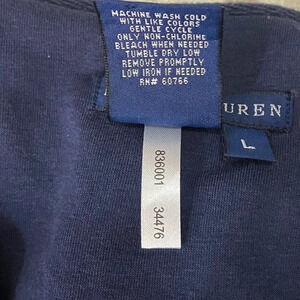 MACHINE WASH COLD
WITH LIKE COLORS
GENTLE CYCLE
ONLY NON-CHLORINE
BLEACH WHEN NEEDED
TUMBLE DRY LOW
REMOVE PROMPTLY
LOW IRON IF NEEDED
RN# 60766
UREN
L
836001 34476